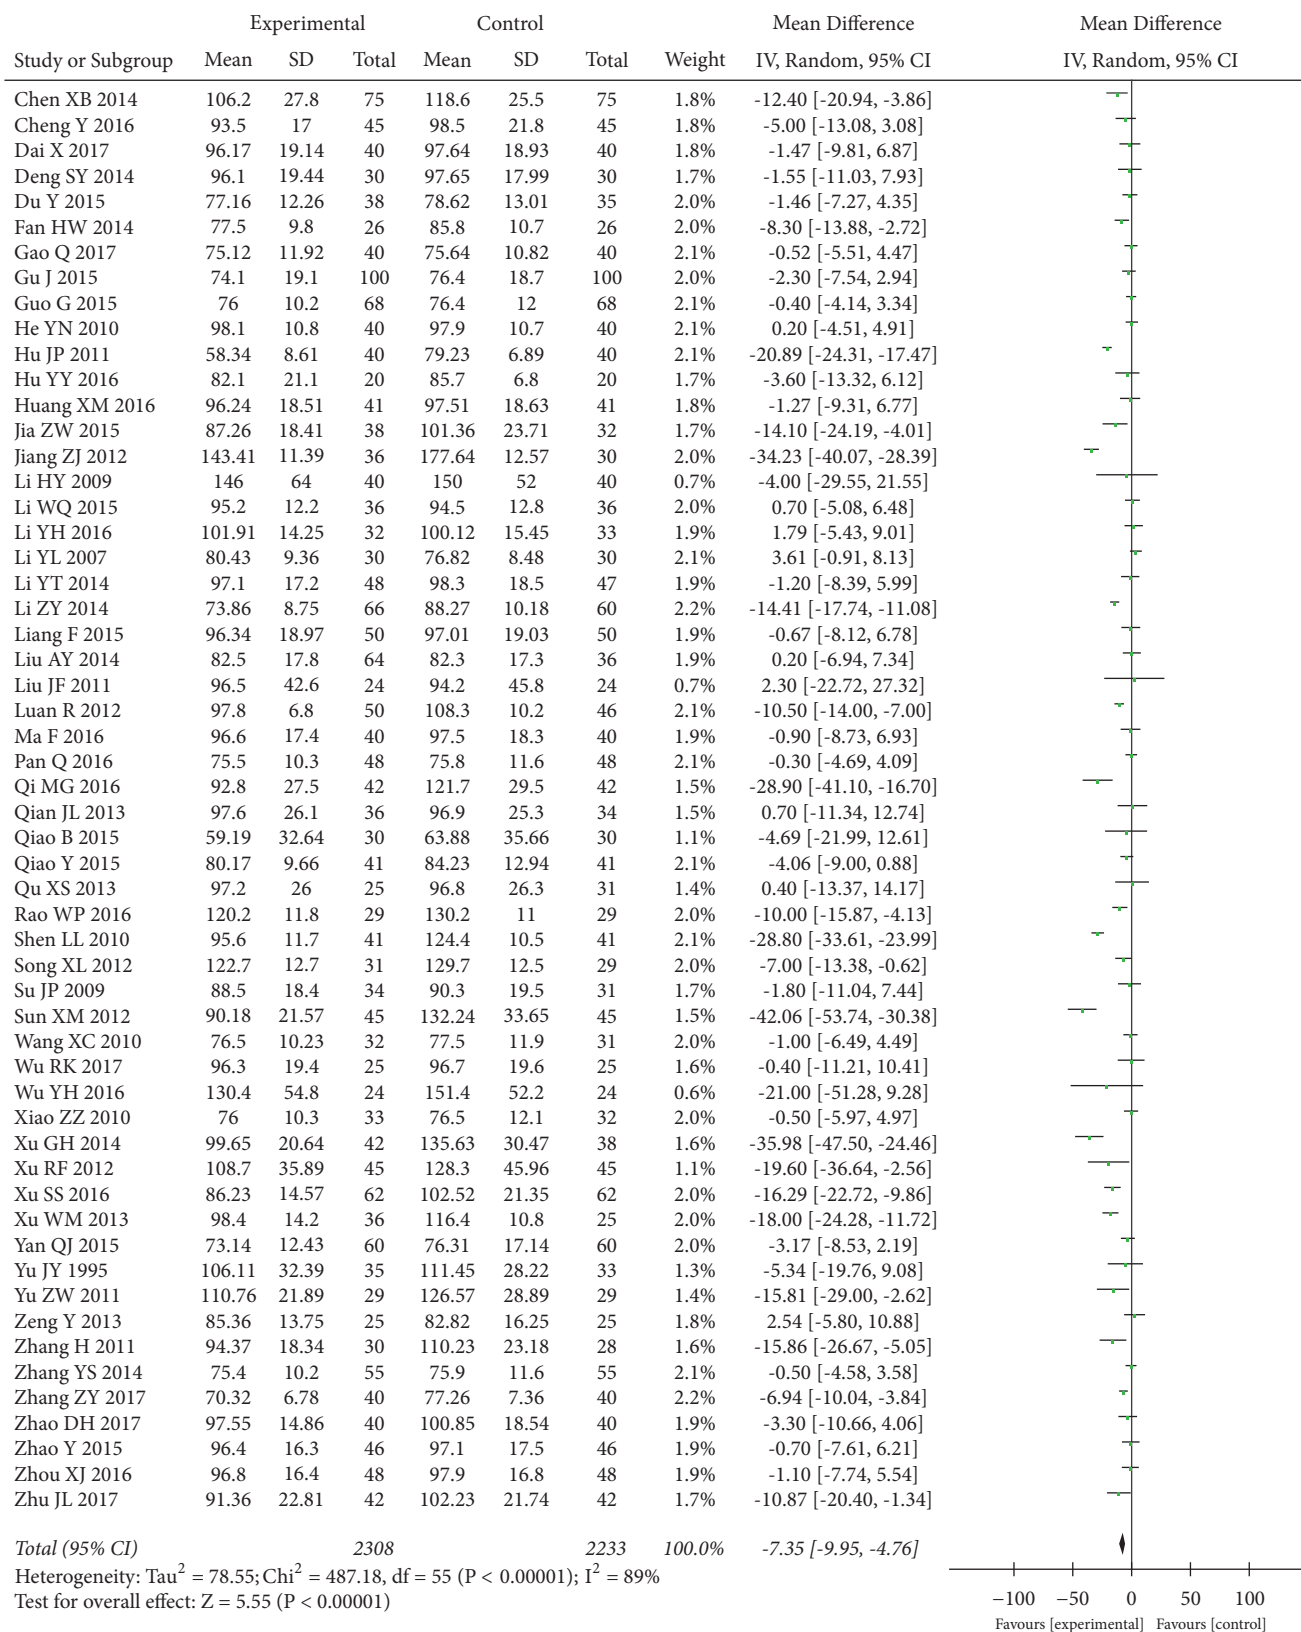 Experimental Control Mean Difference Mean Difference
Study or Subgroup Mean SD Total Mean SD Total Weight IV, Random, 95% CI IV, Random, 95% CI
Chen XB 2014 106.2 27.8 75 118.6 25.5 75 1.8% -12.40 [-20.94, -3.86]
Cheng Y 2016 93.5 17 45 98.5 21.8 45 1.8% -5.00 [-13.08, 3.08]
Dai X 2017 96.17 19.14 40 97.64 18.93 40 1.8% -1.47 [-9.81, 6.87]
Deng SY 2014 96.1 19.44 30 97.65 17.99 30 1.7% -1.55 [-11.03, 7.93]
Du Y 2015 77.16 12.26 38 78.62 13.01 35 2.0% -1.46 [-7.27, 4.35]
Fan HW 2014 77.5 9.8 26 85.8 10.7 26 2.0% -8.30 [-13.88, -2.72]
Gao Q 2017 75.12 11.92 40 75.64 10.82 40 2.1% -0.52 [-5.51, 4.47]
Gu J 2015 74.1 19.1 100 76.4 18.7 100 2.0% -2.30 [-7.54, 2.94]
Guo G 2015 76 10.2 68 76.4 12 68 2.1% -0.40 [-4.14, 3.34]
He YN 2010 98.1 10.8 40 97.9 10.7 40 2.1% 0.20 [-4.51, 4.91]
Hu JP 2011 58.34 8.61 40 79.23 6.89 40 2.1% -20.89 [-24.31, -17.47]
Hu YY 2016 82.1 21.1 20 85.7 6.8 20 1.7% -3.60 [-13.32, 6.12]
Huang XM 2016 96.24 18.51 41 97.51 18.63 41 1.8% -1.27 [-9.31, 6.77]
Jia ZW 2015 87.26 18.41 38 101.36 23.71 32 1.7% -14.10 [-24.19, -4.01]
Jiang ZJ 2012 143.41 11.39 36 177.64 12.57 30 2.0% -34.23 [-40.07, -28.39]
Li HY 2009 146 64 40 150 52 40 0.7% -4.00 [-29.55, 21.55]
Li WQ 2015 95.2 12.2 36 94.5 12.8 36 2.0% 0.70 [-5.08, 6.48]
Li YH 2016 101.91 14.25 32 100.12 15.45 33 1.9% 1.79 [-5.43, 9.01]
Li YL 2007 80.43 9.36 30 76.82 8.48 30 2.1% 3.61 [-0.91, 8.13]
Li YT 2014 97.1 17.2 48 98.3 18.5 47 1.9% -1.20 [-8.39, 5.99]
Li ZY 2014 73.86 8.75 66 88.27 10.18 60 2.2% -14.41 [-17.74, -11.08]
Liang F 2015 96.34 18.97 50 97.01 19.03 50 1.9% -0.67 [-8.12, 6.78]
Liu AY 2014 82.5 17.8 64 82.3 17.3 36 1.9% 0.20 [-6.94, 7.34]
Liu JF 2011 96.5 42.6 24 94.2 45.8 24 0.7% 2.30 [-22.72, 27.32]
Luan R 2012 97.8 6.8 50 108.3 10.2 46 2.1% -10.50 [-14.00, -7.00]
Ma F 2016 96.6 17.4 40 97.5 18.3 40 1.9% -0.90 [-8.73, 6.93]
Pan Q 2016 75.5 10.3 48 75.8 11.6 48 2.1% -0.30 [-4.69, 4.09]
Qi MG 2016 92.8 27.5 42 121.7 29.5 42 1.5% -28.90 [-41.10, -16.70]
Qian JL 2013 97.6 26.1 36 96.9 25.3 34 1.5% 0.70 [-11.34, 12.74]
Qiao B 2015 59.19 32.64 30 63.88 35.66 30 1.1% -4.69 [-21.99, 12.61]
Qiao Y 2015 80.17 9.66 41 84.23 12.94 41 2.1% -4.06 [-9.00, 0.88]
Qu XS 2013 97.2 26 25 96.8 26.3 31 1.4% 0.40 [-13.37, 14.17]
Rao WP 2016 120.2 11.8 29 130.2 11 29 2.0% -10.00 [-15.87, -4.13]
Shen LL 2010 95.6 11.7 41 124.4 10.5 41 2.1% -28.80 [-33.61, -23.99]
Song XL 2012 122.7 12.7 31 129.7 12.5 29 2.0% -7.00 [-13.38, -0.62]
Su JP 2009 88.5 18.4 34 90.3 19.5 31 1.7% -1.80 [-11.04, 7.44]
Sun XM 2012 90.18 21.57 45 132.24 33.65 45 1.5% -42.06 [-53.74, -30.38]
Wang XC 2010 76.5 10.23 32 77.5 11.9 31 2.0% -1.00 [-6.49, 4.49]
Wu RK 2017 96.3 19.4 25 96.7 19.6 25 1.6% -0.40 [-11.21, 10.41]
Wu YH 2016 130.4 54.8 24 151.4 52.2 24 0.6% -21.00 [-51.28, 9.28]
Xiao ZZ 2010 76 10.3 33 76.5 12.1 32 2.0% -0.50 [-5.97, 4.97]
Xu GH 2014 99.65 20.64 42 135.63 30.47 38 1.6% -35.98 [-47.50, -24.46]
Xu RF 2012 108.7 35.89 45 128.3 45.96 45 1.1% -19.60 [-36.64, -2.56]
Xu SS 2016 86.23 14.57 62 102.52 21.35 62 2.0% -16.29 [-22.72, -9.86]
Xu WM 2013 98.4 14.2 36 116.4 10.8 25 2.0% -18.00 [-24.28, -11.72]
Yan QJ 2015 73.14 12.43 60 76.31 17.14 60 2.0% -3.17 [-8.53, 2.19]
Yu JY 1995 106.11 32.39 35 111.45 28.22 33 1.3% -5.34 [-19.76, 9.08]
Yu ZW 2011 110.76 21.89 29 126.57 28.89 29 1.4% -15.81 [-29.00, -2.62]
Zeng Y 2013 85.36 13.75 25 82.82 16.25 25 1.8% 2.54 [-5.80, 10.88]
Zhang H 2011 94.37 18.34 30 110.23 23.18 28 1.6% -15.86 [-26.67, -5.05]
Zhang YS 2014 75.4 10.2 55 75.9 11.6 55 2.1% -0.50 [-4.58, 3.58]
Zhang ZY 2017 70.32 6.78 40 77.26 7.36 40 2.2% -6.94 [-10.04, -3.84]
Zhao DH 2017 97.55 14.86 40 100.85 18.54 40 1.9% -3.30 [-10.66, 4.06]
Zhao Y 2015 96.4 16.3 46 97.1 17.5 46 1.9% -0.70 [-7.61, 6.21]
Zhou XJ 2016 96.8 16.4 48 97.9 16.8 48 1.9% -1.10 [-7.74, 5.54]
Zhu JL 2017 91.36 22.81 42 102.23 21.74 42 1.7% -10.87 [-20.40, -1.34]
Total (95% CI) 2308 2233 100.0% -7.35 [-9.95, -4.76]
Heterogeneity: Tau² = 78.55; Chi² = 487.18, df = 55 (P < 0.00001); I² = 89%
Test for overall effect: Z = 5.55 (P < 0.00001)
−100 −50 0 50 100
Favours [experimental] Favours [control]